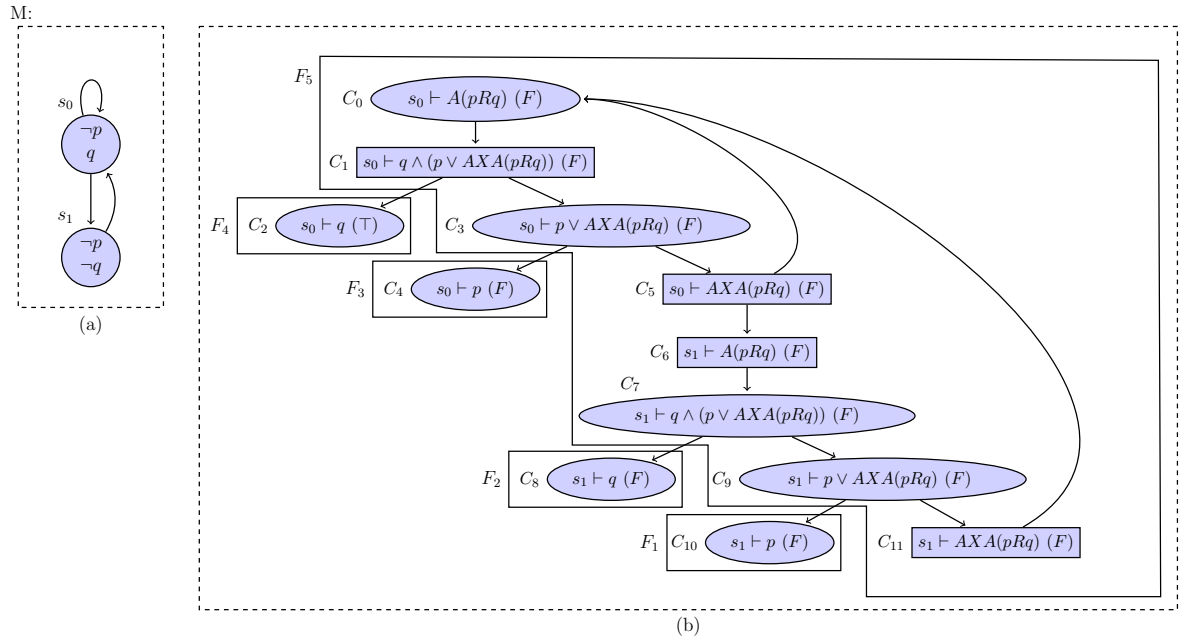 M:
s₀
¬p
q
s₁
¬p
¬q
(a)
F₅
C₀ s₀ ⊢ A(pRq) (F)
C₁ s₀ ⊢ q ∧ (p ∨ AXA(pRq)) (F)
F₄ C₂ s₀ ⊢ q (⊤)
C₃ s₀ ⊢ p ∨ AXA(pRq) (F)
F₃ C₄ s₀ ⊢ p (F)
C₅ s₀ ⊢ AXA(pRq) (F)
C₆ s₁ ⊢ A(pRq) (F)
C₇
s₁ ⊢ q ∧ (p ∨ AXA(pRq)) (F)
F₂ C₈ s₁ ⊢ q (F)
C₉ s₁ ⊢ p ∨ AXA(pRq) (F)
F₁ C₁₀ s₁ ⊢ p (F)
C₁₁ s₁ ⊢ AXA(pRq) (F)
(b)